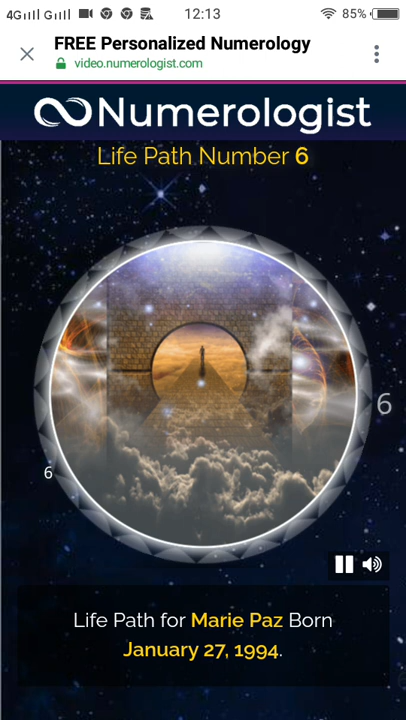 4G G 12:13 85%
FREE Personalized Numerology
video.numerologist.com
Numerologist
Life Path Number 6
6
6
Life Path for Marie Paz Born
January 27, 1994.